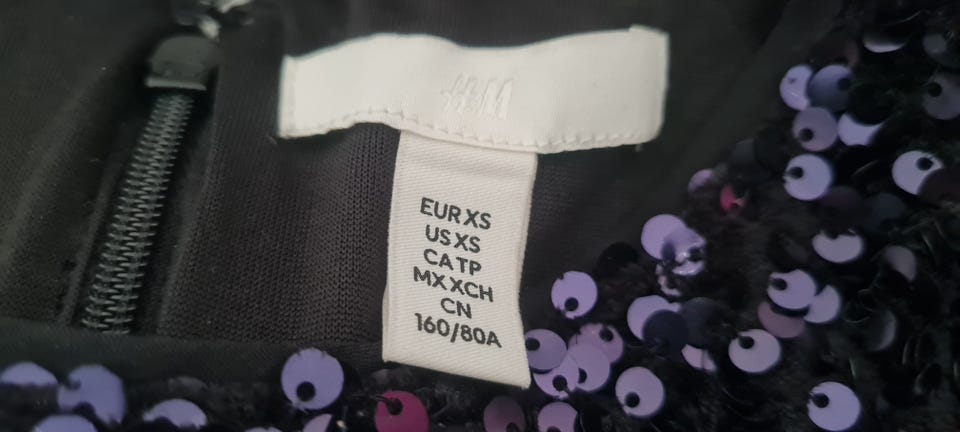 H&M
EUR XS
US XS
CA TP
MX XCH
CN
160/80A